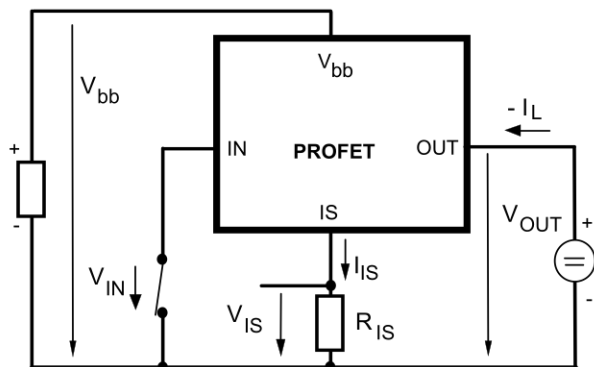 V_bb
V_bb
- I_L
IN
PROFET
OUT
+
IS
V_OUT
+
-
V_IN
I_IS
V_IS
R_IS
-